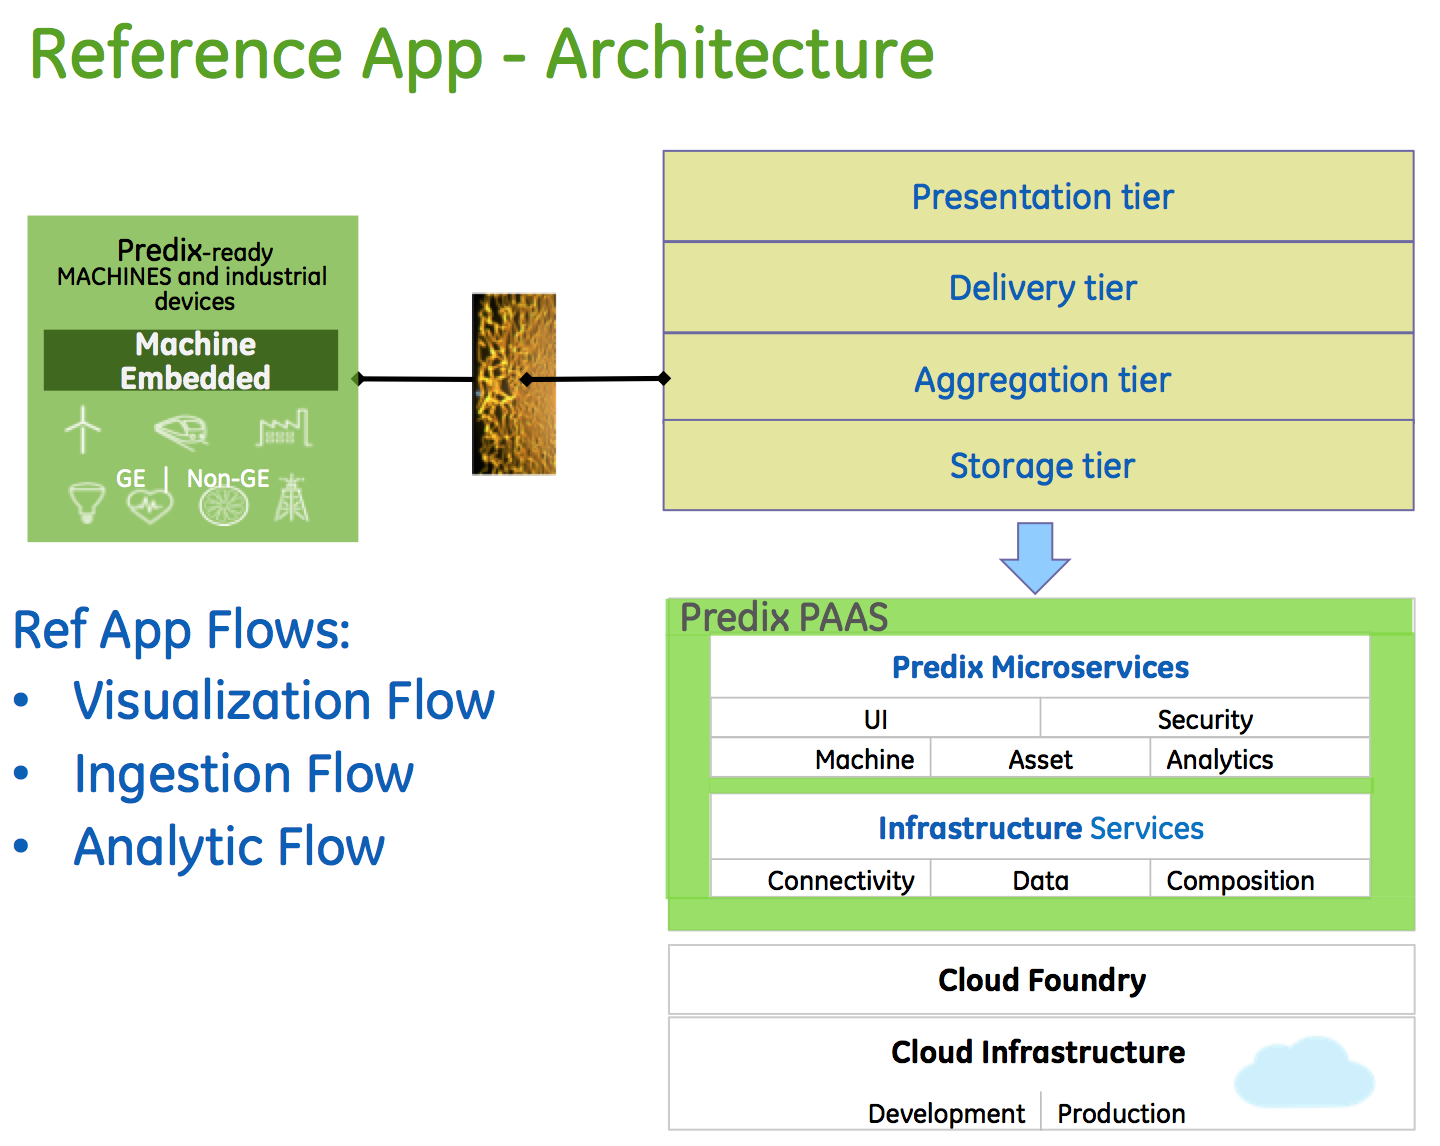 Reference App - Architecture
Predix-ready
MACHINES and industrial
devices
Machine
Embedded
GE | Non-GE
Presentation tier
Delivery tier
Aggregation tier
Storage tier
Ref App Flows:
• Visualization Flow
• Ingestion Flow
• Analytic Flow
Predix PAAS
Predix Microservices
UI Security
Machine Asset Analytics
Infrastructure Services
Connectivity Data Composition
Cloud Foundry
Cloud Infrastructure
Development Production